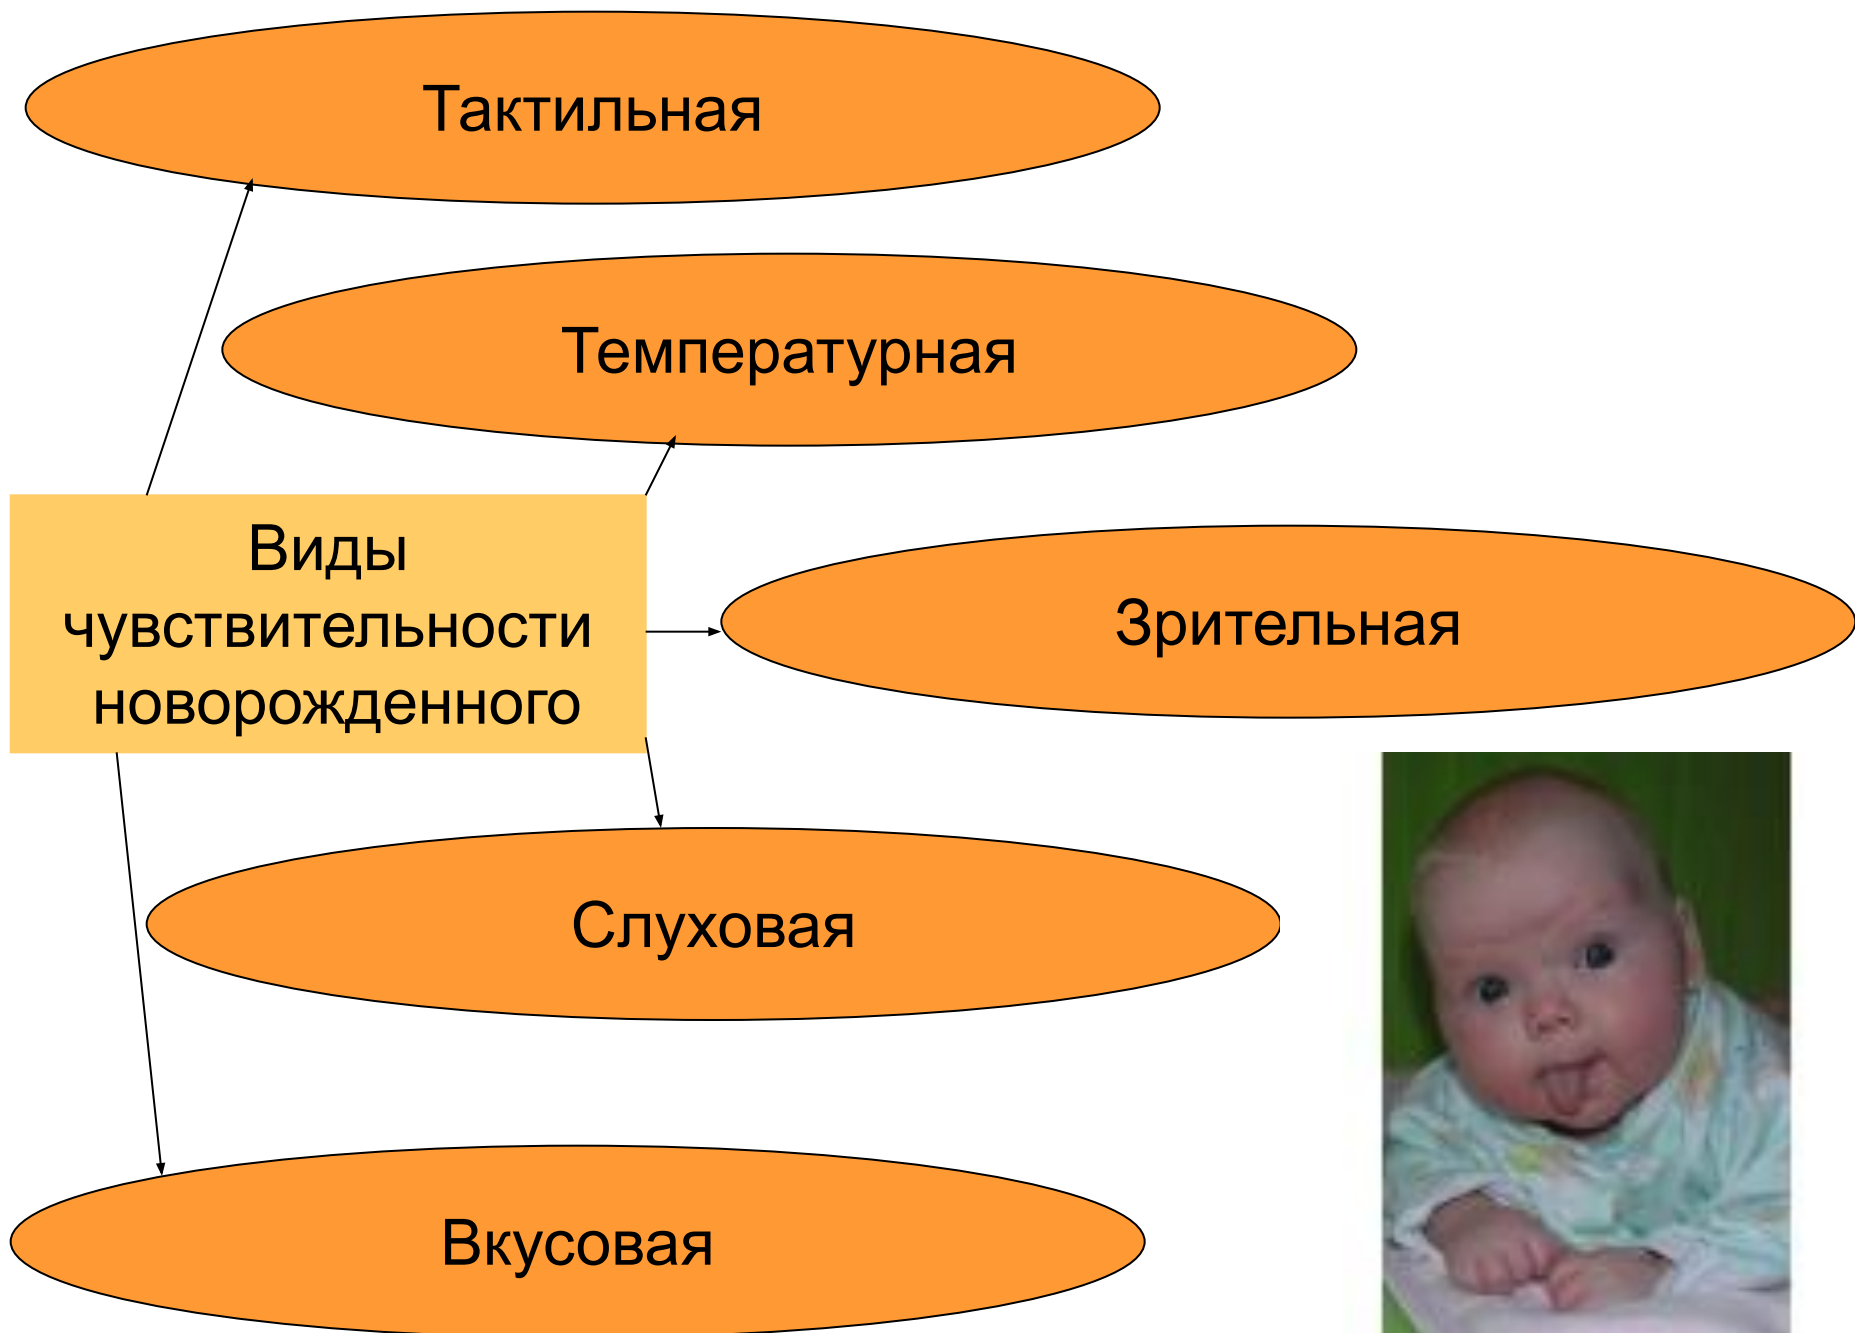 Тактильная
Температурная
Виды
чувствительности
новорожденного
Зрительная
Слуховая
Вкусовая